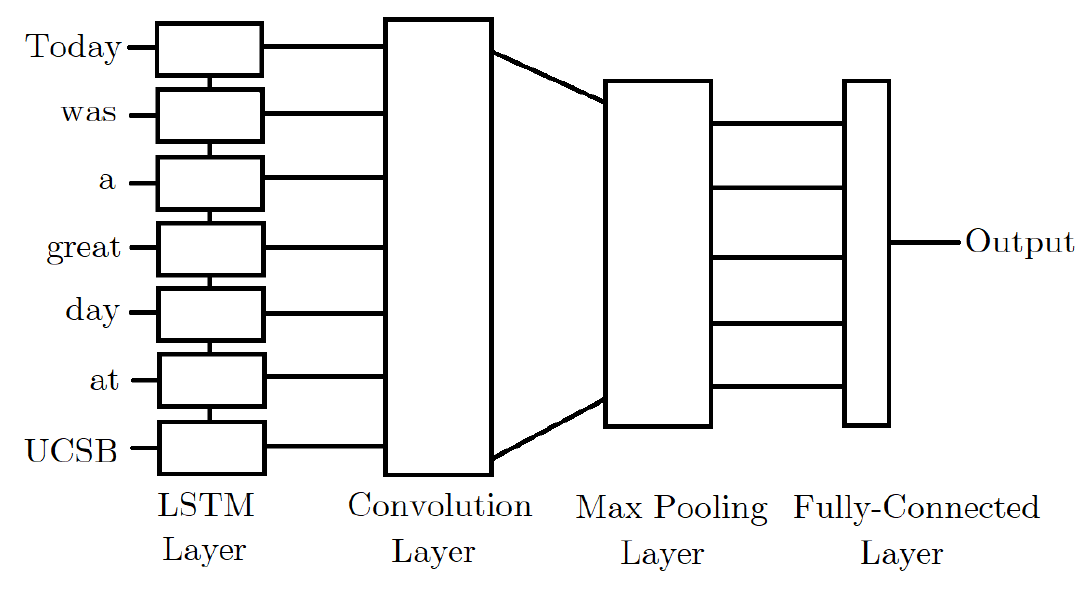 Today
was
a
great
day
at
UCSB
Output
LSTM
Layer
Convolution
Layer
Max Pooling
Layer
Fully-Connected
Layer